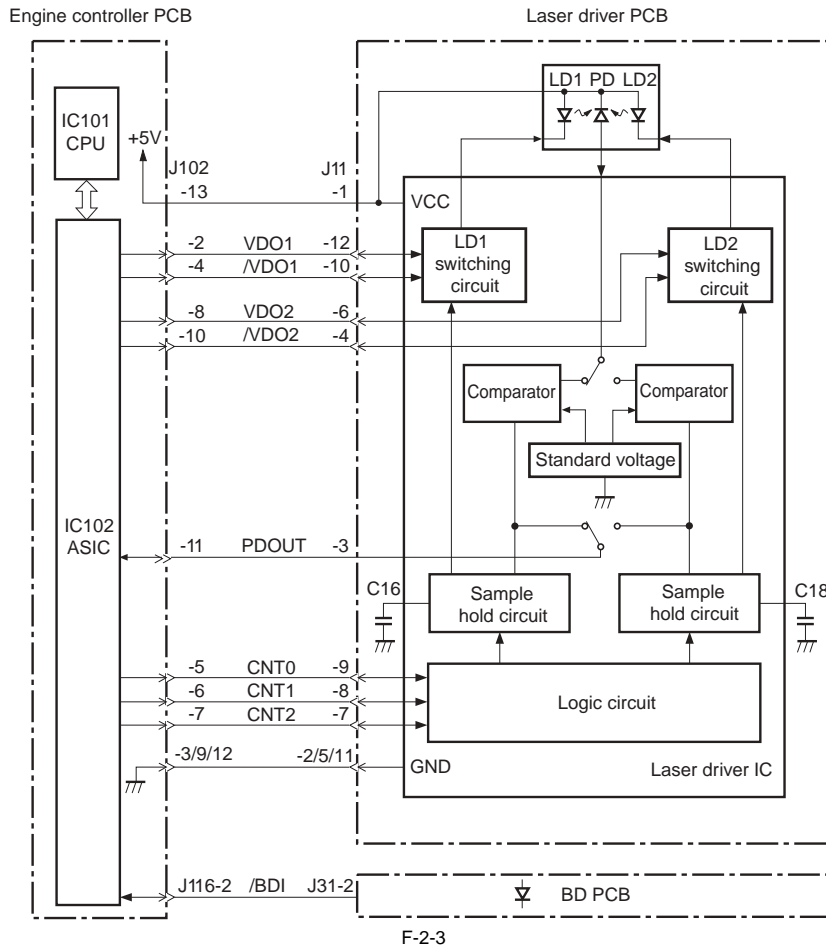 Engine controller PCB
Laser driver PCB
LD1 PD LD2
IC101
CPU
+5V
J102
J11
-13
-1
VCC
-2 VDO1 -12
-4 /VDO1 -10
LD1
switching
circuit
LD2
switching
circuit
-8 VDO2 -6
-10 /VDO2 -4
Comparator
Comparator
Standard voltage
IC102
ASIC
-11 PDOUT -3
C16
Sample
hold circuit
Sample
hold circuit
C18
-5 CNT0 -9
-6 CNT1 -8
-7 CNT2 -7
Logic circuit
-3/9/12 -2/5/11
GND
Laser driver IC
J116-2 /BDI J31-2
BD PCB
F-2-3